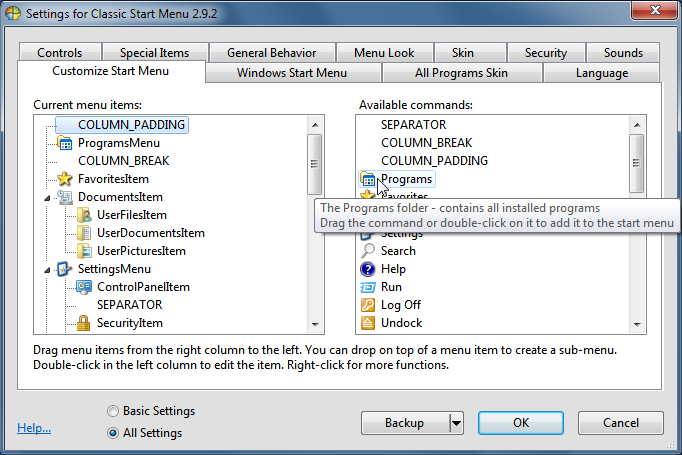 Settings for Classic Start Menu 2.9.2
Controls
Special Items
General Behavior
Menu Look
Skin
Security
Sounds
Customize Start Menu
Windows Start Menu
All Programs Skin
Language
Current menu items:
COLUMN_PADDING
ProgramsMenu
COLUMN_BREAK
FavoritesItem
DocumentsItem
UserFilesItem
UserDocumentsItem
UserPicturesItem
SettingsMenu
ControlPanelItem
SEPARATOR
SecurityItem
Available commands:
SEPARATOR
COLUMN_BREAK
COLUMN_PADDING
Programs
Favorites
The Programs folder - contains all installed programs
Drag the command or double-click on it to add it to the start menu
Settings
Search
Help
Run
Log Off
Undock
Drag menu items from the right column to the left. You can drop on top of a menu item to create a sub-menu.
Double-click in the left column to edit the item. Right-click for more functions.
Help...
Basic Settings
All Settings
Backup
OK
Cancel